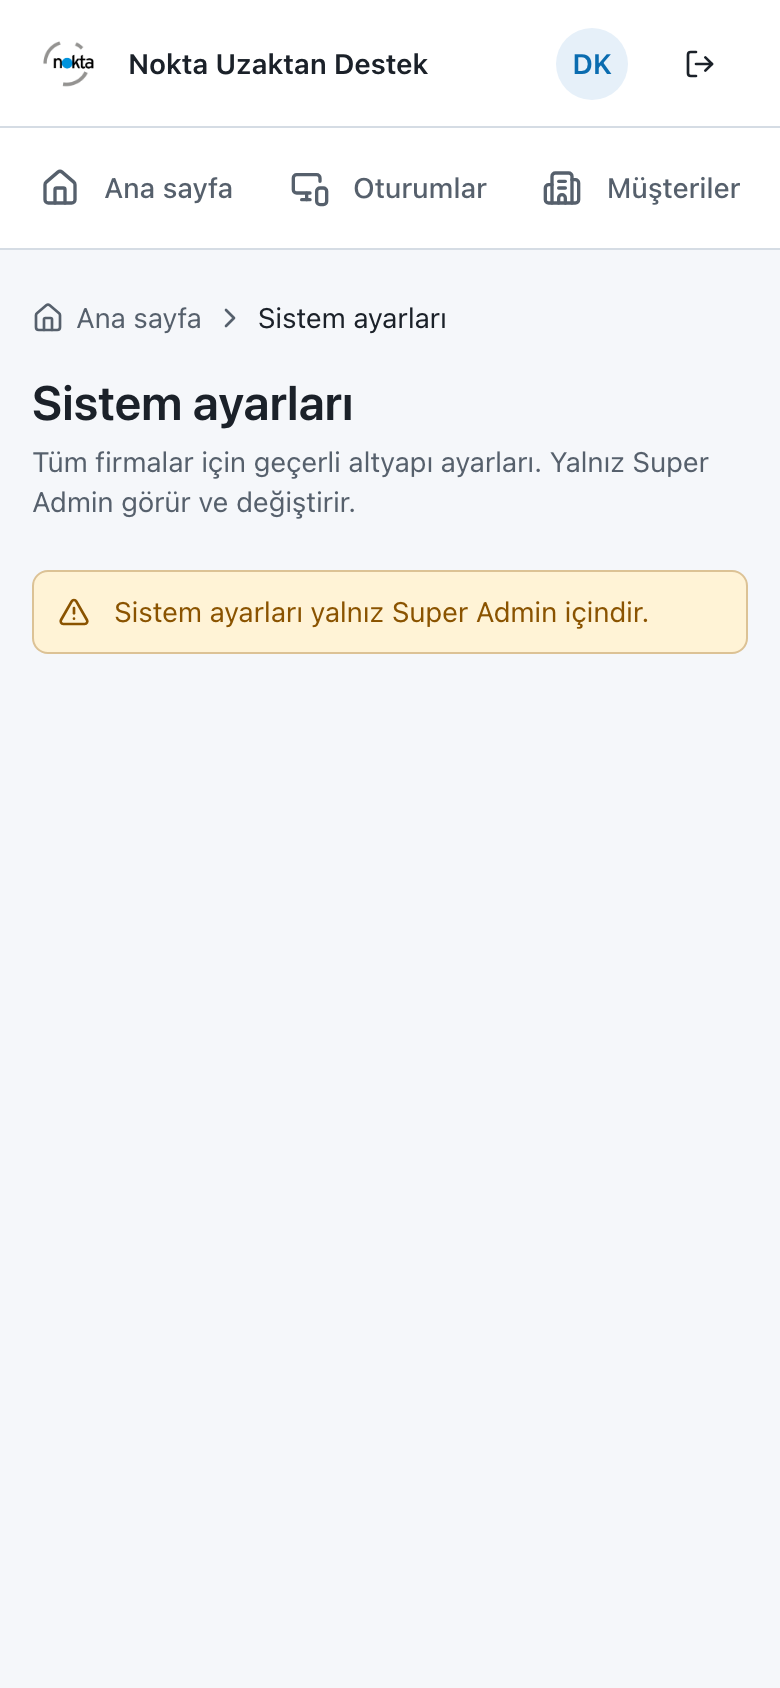 nokta
Nokta Uzaktan Destek
DK
Ana sayfa
Oturumlar
Müşteriler
Ana sayfa
Sistem ayarları
Sistem ayarları
Tüm firmalar için geçerli altyapı ayarları. Yalnız Super
Admin görür ve değiştirir.
Sistem ayarları yalnız Super Admin içindir.